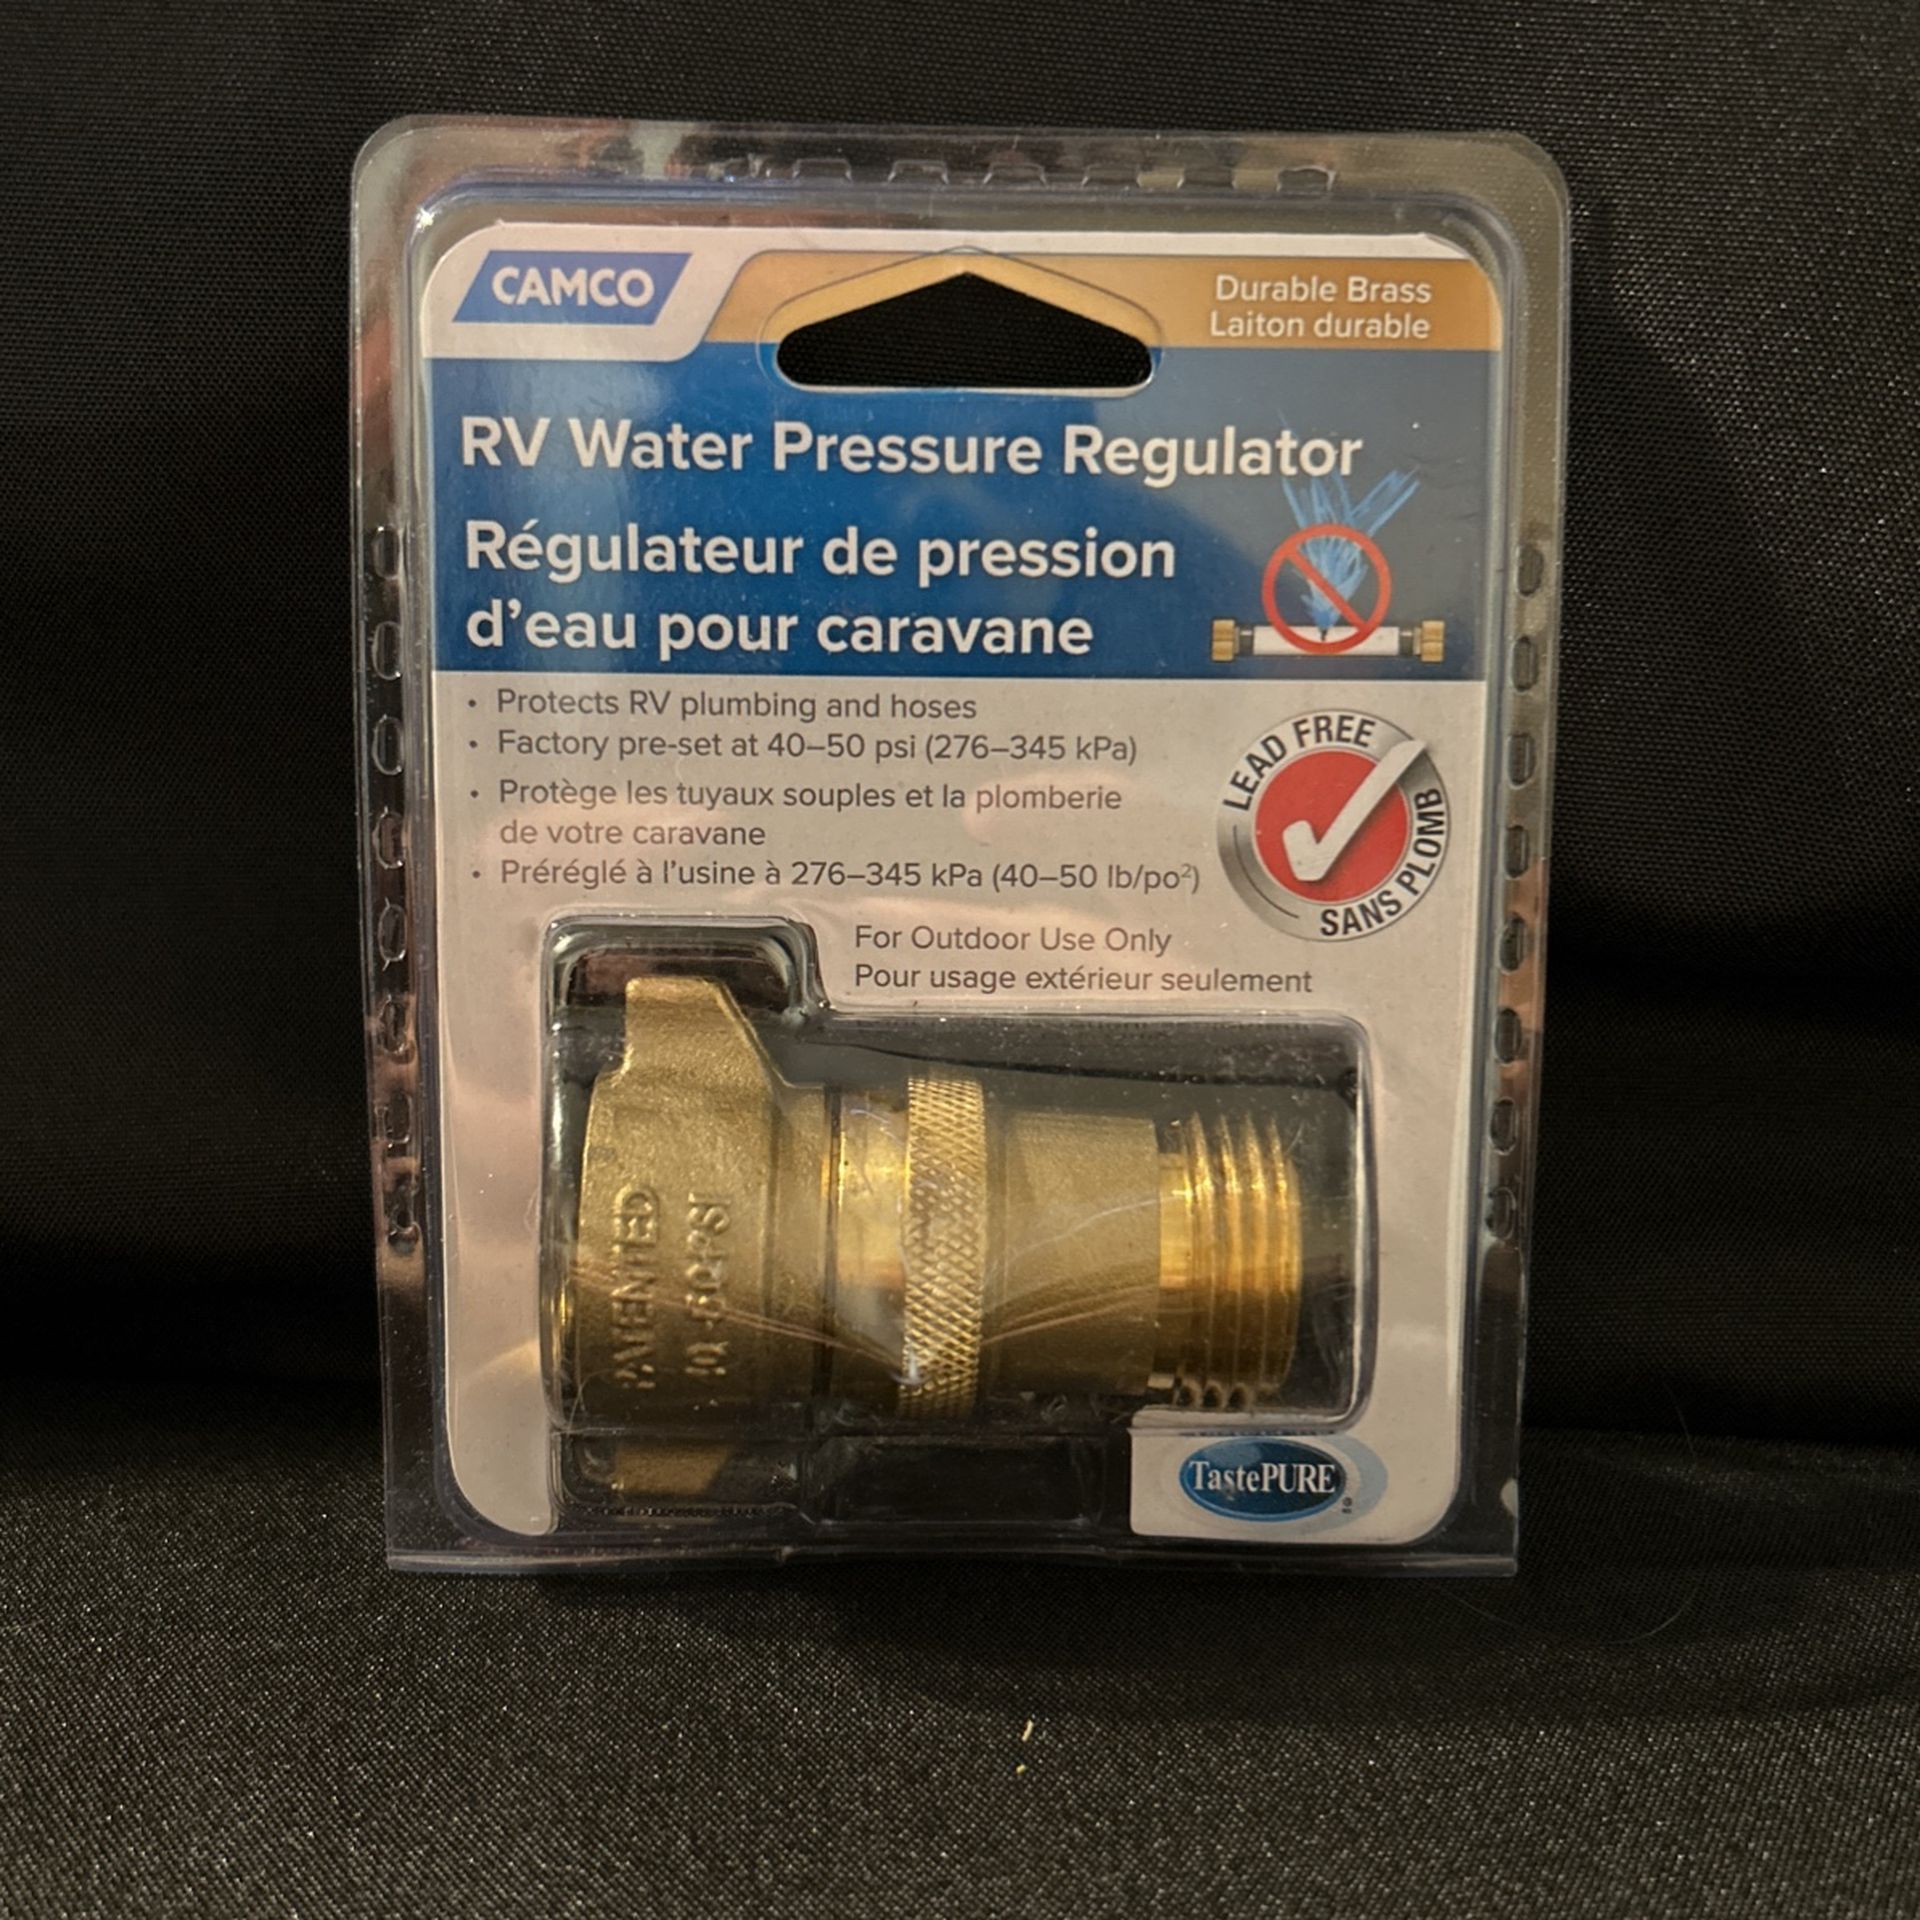 CAMCO
Durable Brass
Laiton durable
RV Water Pressure Regulator
Régulateur de pression
d'eau pour caravane
• Protects RV plumbing and hoses
• Factory pre-set at 40–50 psi (276–345 kPa)
• Protège les tuyaux souples et la plomberie
de votre caravane
• Préréglé à l'usine à 276–345 kPa (40–50 lb/po²)
LEAD FREE
SANS PLOMB
For Outdoor Use Only
Pour usage extérieur seulement
PATENTED
40-50PSI
TastePURE